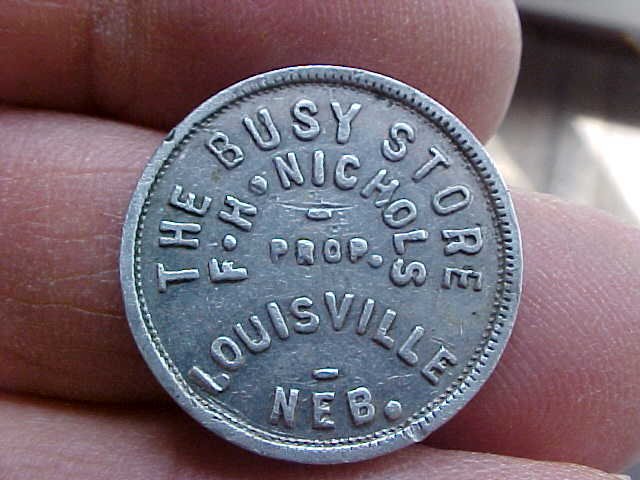 THE BUSY STORE
F.H. NICHOLS
PROP.
LOUISVILLE
NEB.